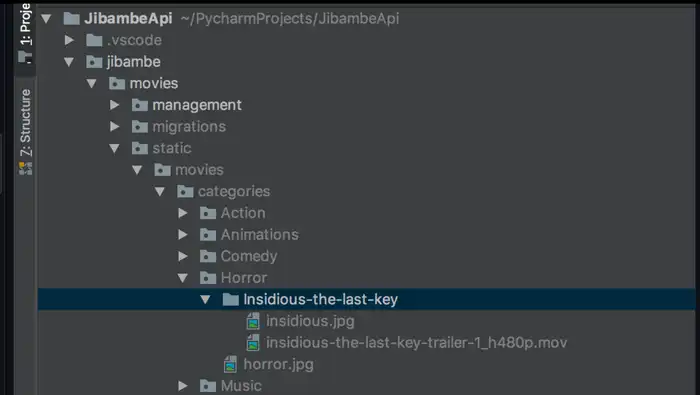 1: Proje
Z: Structure
JibambeApi ~/PycharmProjects/JibambeApi
.vscode
jibambe
movies
management
migrations
static
movies
categories
Action
Animations
Comedy
Horror
Insidious-the-last-key
insidious.jpg
insidious-the-last-key-trailer-1_h480p.mov
horror.jpg
Music